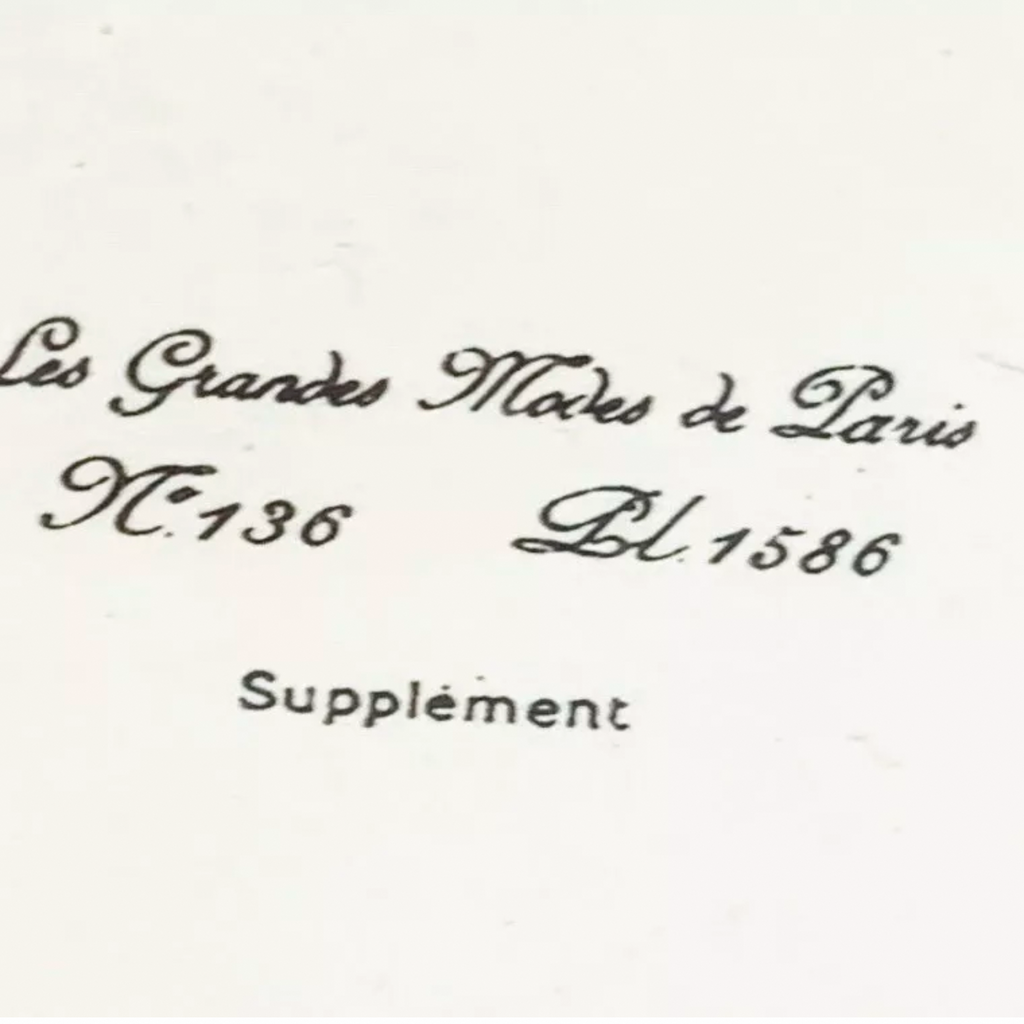 Les Grandes Modes de Paris
N°.136 Pl.1586
Supplément